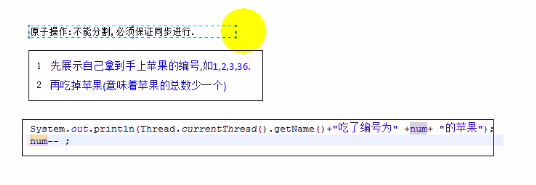 原子操作:不能分割,必须保证同步进行.
1 先展示自己拿到手上苹果的编号,如1,2,3,36.
2 再吃掉苹果(意味着苹果的总数少一个)
System.out.println(Thread.currentThread().getName()+"吃了编号为" +num+ "的苹果");
num-- ;